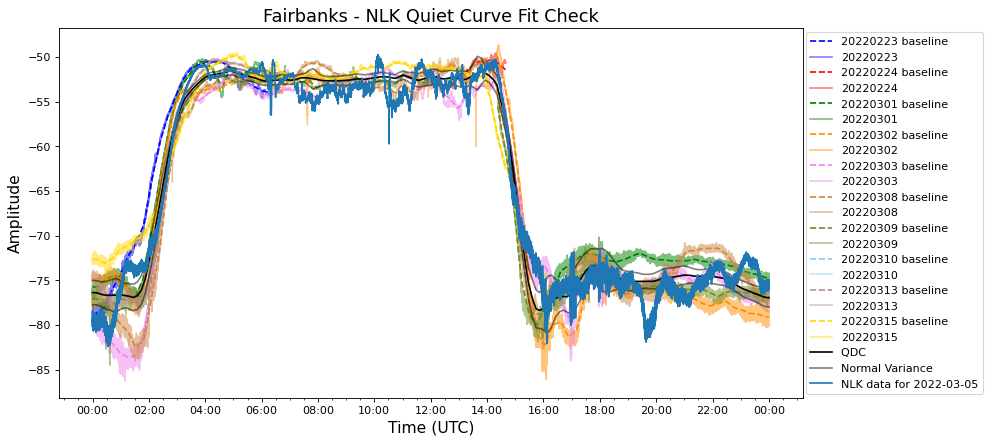 Fairbanks - NLK Quiet Curve Fit Check
Amplitude
−50
−55
−60
−65
−70
−75
−80
−85
00:00 02:00 04:00 06:00 08:00 10:00 12:00 14:00 16:00 18:00 20:00 22:00 00:00
Time (UTC)
20220223 baseline
20220223
20220224 baseline
20220224
20220301 baseline
20220301
20220302 baseline
20220302
20220303 baseline
20220303
20220308 baseline
20220308
20220309 baseline
20220309
20220310 baseline
20220310
20220313 baseline
20220313
20220315 baseline
20220315
QDC
Normal Variance
NLK data for 2022-03-05